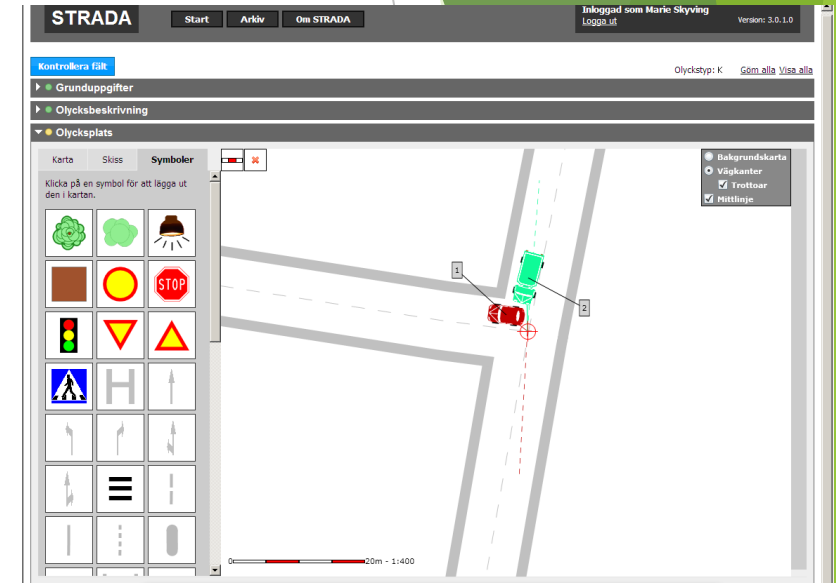 STRADA
Start Arkiv Om STRADA
Inloggad som Marie Skyving
Logga ut
Version: 3.0.1.0
Kontrollera fält
Olyckstyp: K Göm alla Visa alla
Grunduppgifter
Olycksbeskrivning
Olycksplats
Karta Skiss Symboler
Klicka på en symbol för att lägga ut
den i kartan.
STOP
Bakgrundskarta
Vägkanter
Trottoar
Mittlinje
1
2
0 20m - 1:400